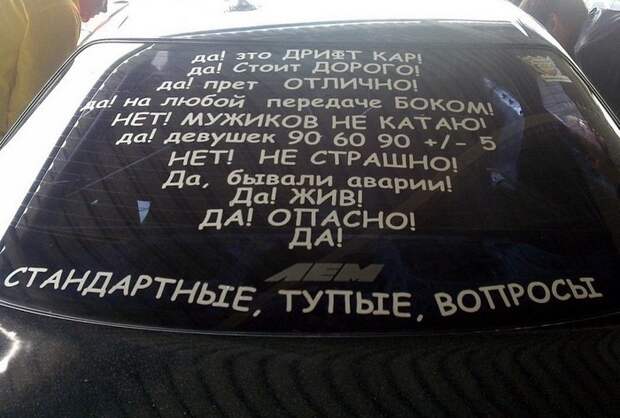 да! это ДРИФТ КАР!
да! Стоит ДОРОГО!
да! прет ОТЛИЧНО!
да! на любой передаче БОКОМ!
НЕТ! МУЖИКОВ НЕ КАТАЮ!
да! девушек 90 60 90 +/- 5
НЕТ! НЕ СТРАШНО!
Да, бывали аварии!
Да! ЖИВ!
ДА! ОПАСНО!
ДА!
AEM
СТАНДАРТНЫЕ, ТУПЫЕ, ВОПРОСЫ